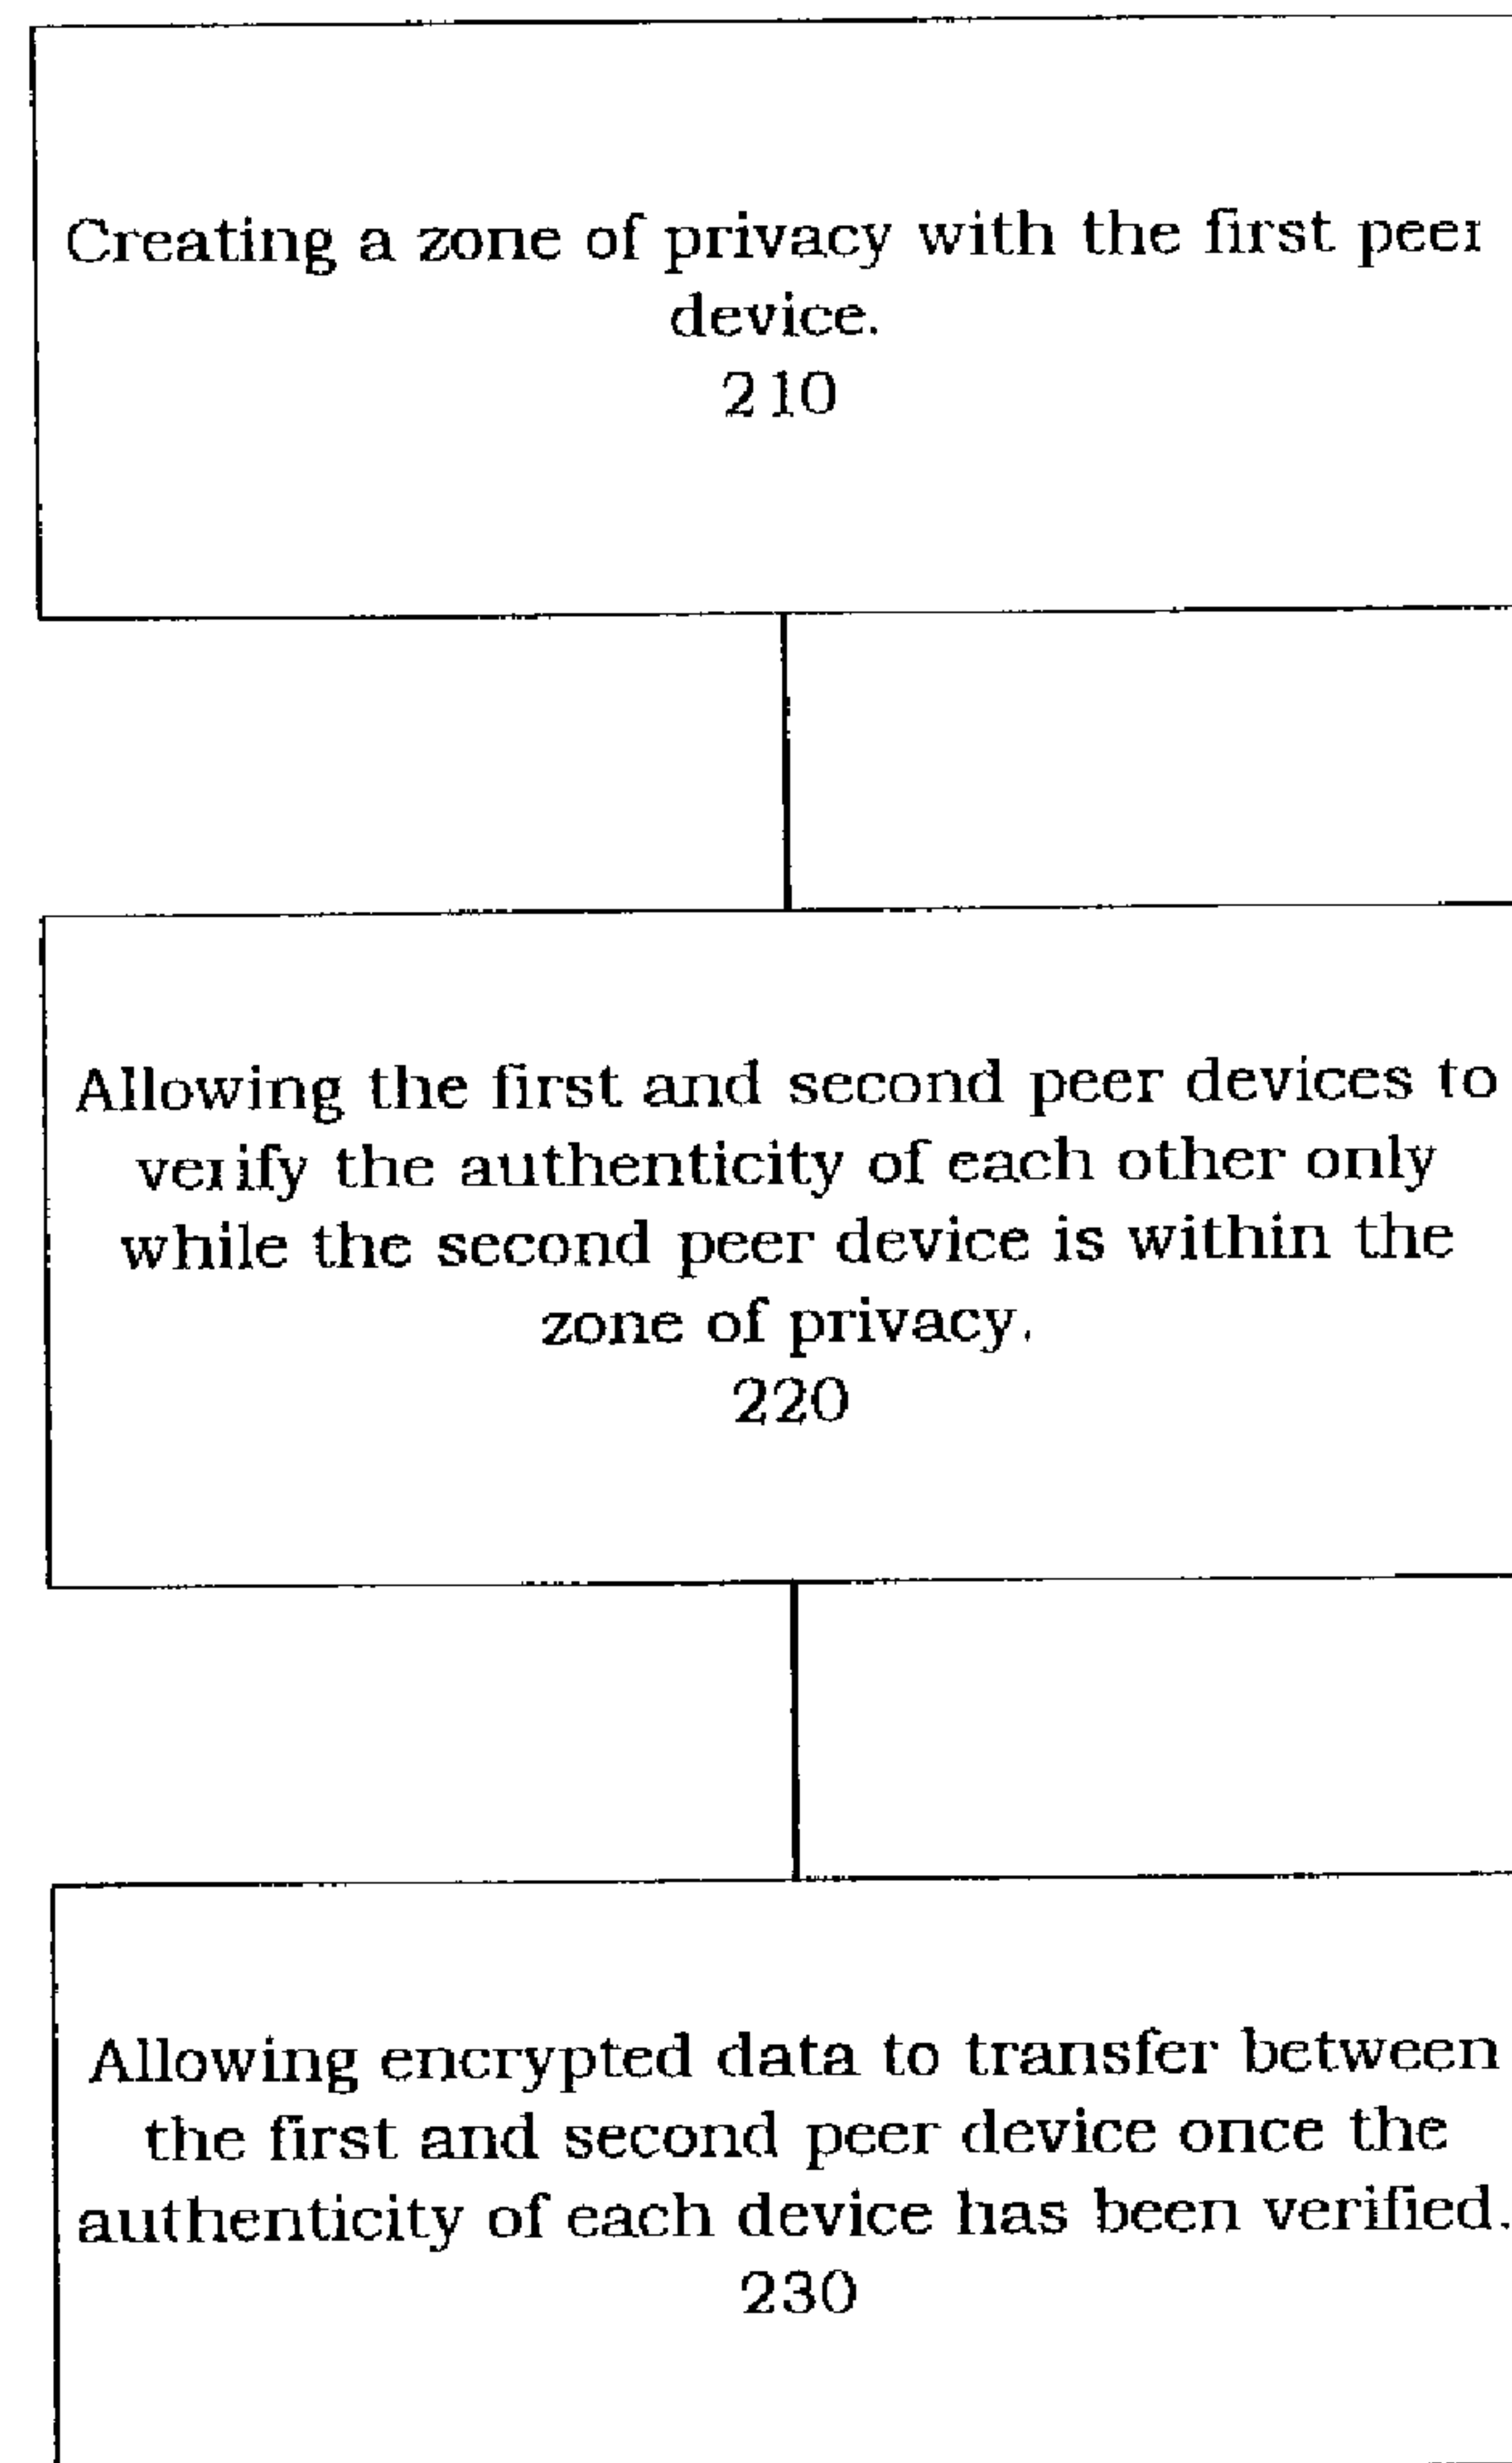 Creating a zone of privacy with the first peer
device.
210
Allowing the first and second peer devices to
verify the authenticity of each other only
while the second peer device is within the
zone of privacy.
220
Allowing encrypted data to transfer between
the first and second peer device once the
authenticity of each device has been verified.
230